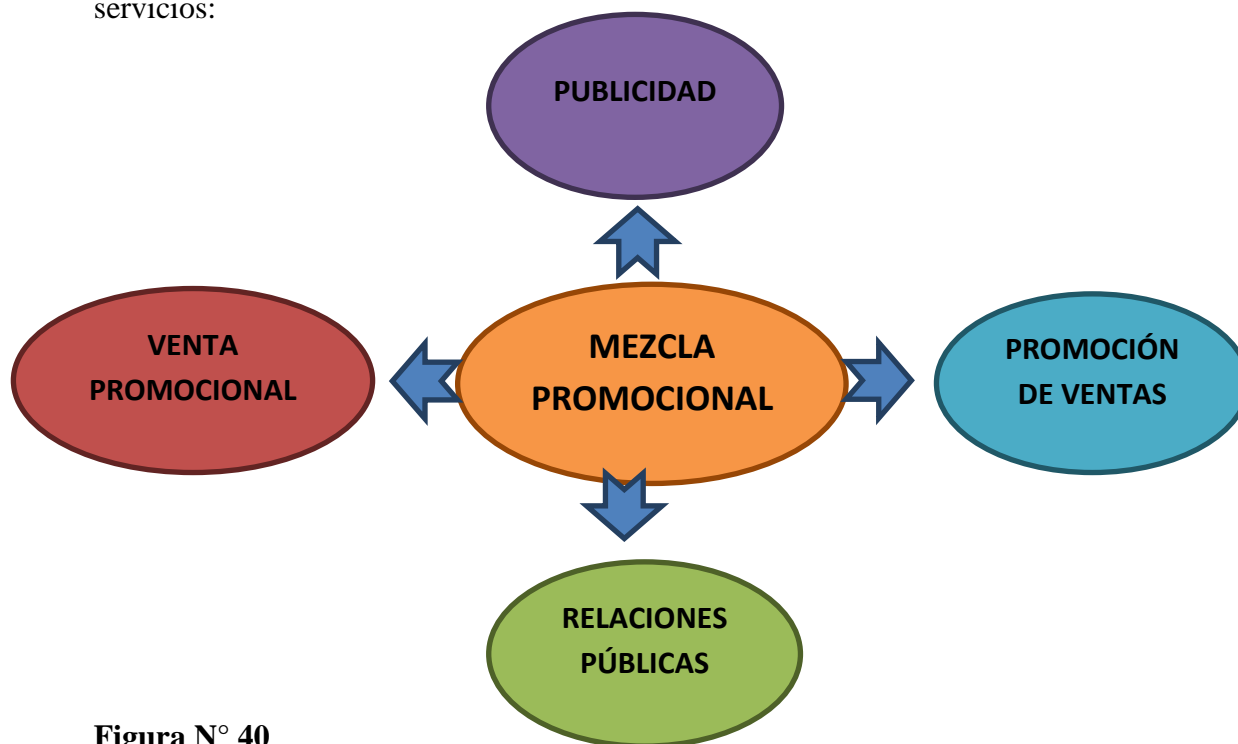 servicios:
PUBLICIDAD
VENTA
PROMOCIONAL
MEZCLA
PROMOCIONAL
PROMOCIÓN
DE VENTAS
RELACIONES
PÚBLICAS
Figura N° 40